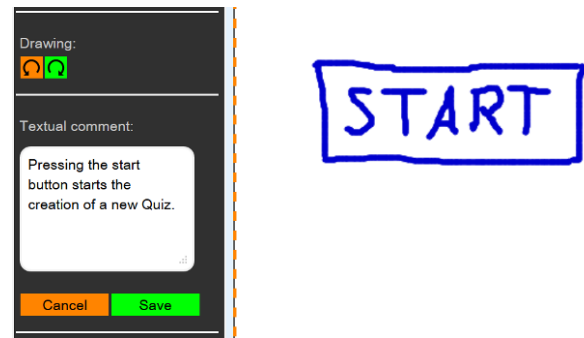 Drawing:
Textual comment:
Pressing the start
button starts the
creation of a new Quiz.
Cancel
Save
START